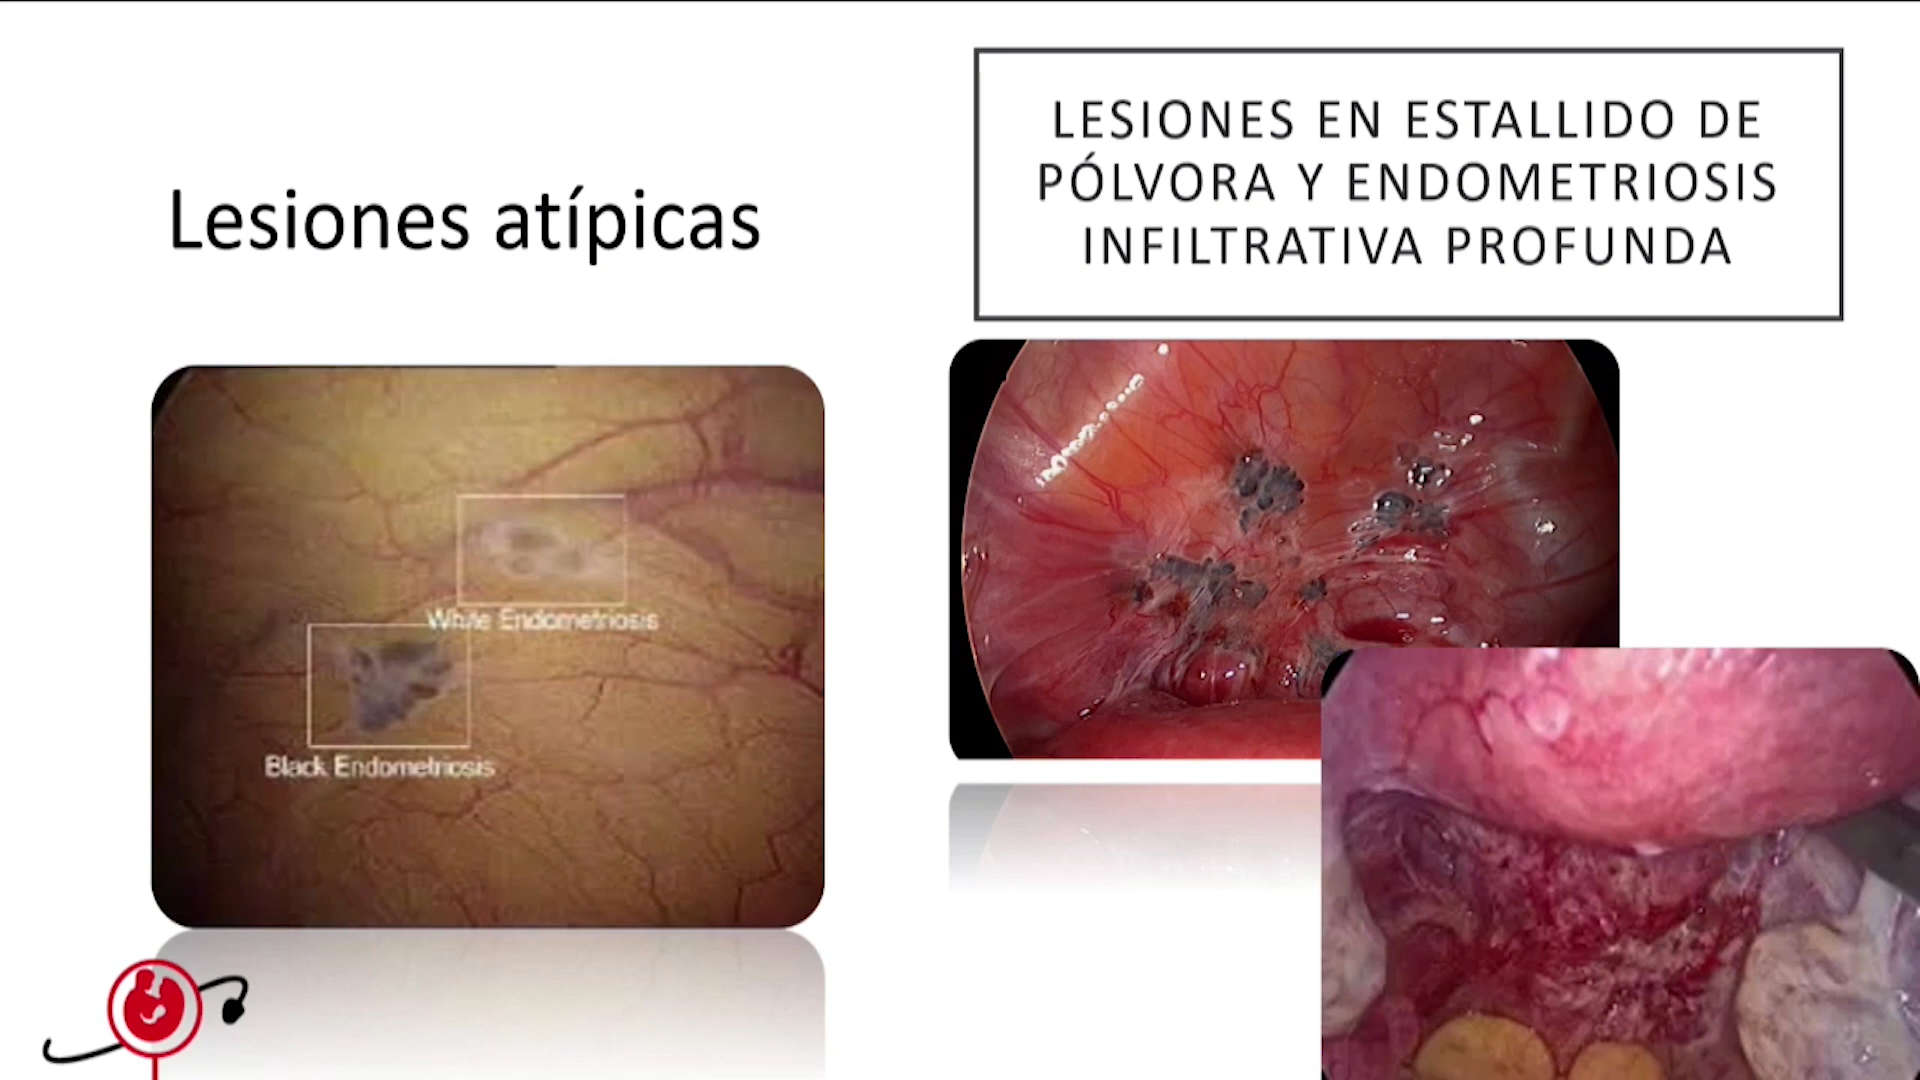 Lesiones atípicas
LESIONES EN ESTALLIDO DE
PÓLVORA Y ENDOMETRIOSIS
INFILTRATIVA PROFUNDA
White Endometriosis
Black Endometriosis